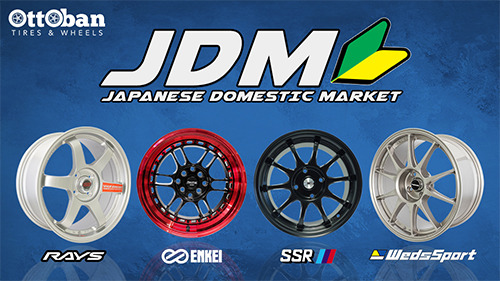 OTTOBAN
TIRES & WHEELS
JDM
JAPANESE DOMESTIC MARKET
RAYS
ENKEI
SSR
WedsSport